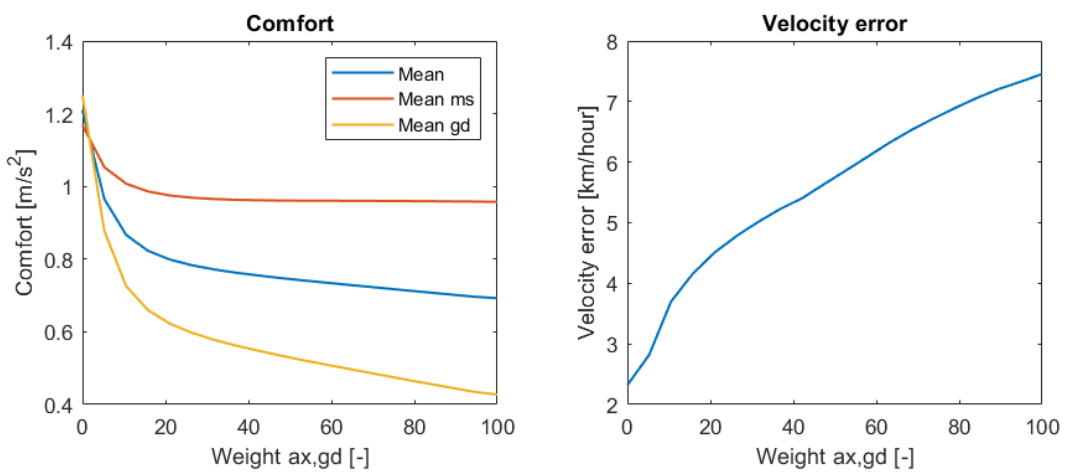 Comfort
Comfort [m/s²]
1.4
1.2
1
0.8
0.6
0.4
0
20
40
60
80
100
Weight ax,gd [-]
Mean
Mean ms
Mean gd
Velocity error
Velocity error [km/hour]
8
7
6
5
4
3
2
0
20
40
60
80
100
Weight ax,gd [-]